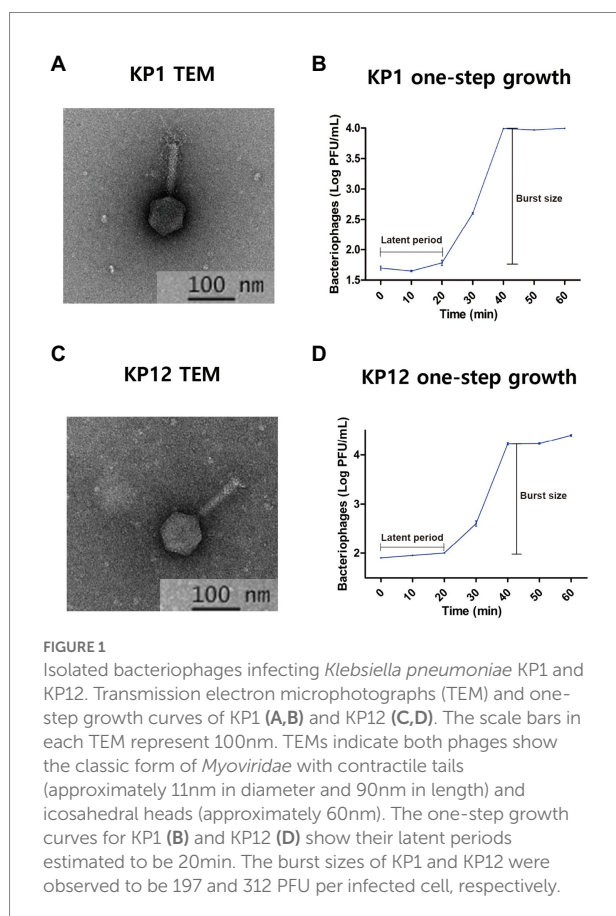 A
KP1 TEM
100 nm
B
KP1 one-step growth
Bacteriophages (Log PFU/mL)
4.0
3.5
3.0
2.5
2.0
1.5
Latent period
Burst size
0 10 20 30 40 50 60
Time (min)
C
KP12 TEM
100 nm
D
KP12 one-step growth
Bacteriophages (Log PFU/mL)
4
3
2
Latent period
Burst size
0 10 20 30 40 50 60
Time (min)
FIGURE 1
Isolated bacteriophages infecting Klebsiella pneumoniae KP1 and
KP12. Transmission electron microphotographs (TEM) and one-
step growth curves of KP1 (A,B) and KP12 (C,D). The scale bars in
each TEM represent 100nm. TEMs indicate both phages show
the classic form of Myoviridae with contractile tails
(approximately 11nm in diameter and 90nm in length) and
icosahedral heads (approximately 60nm). The one-step growth
curves for KP1 (B) and KP12 (D) show their latent periods
estimated to be 20min. The burst sizes of KP1 and KP12 were
observed to be 197 and 312 PFU per infected cell, respectively.